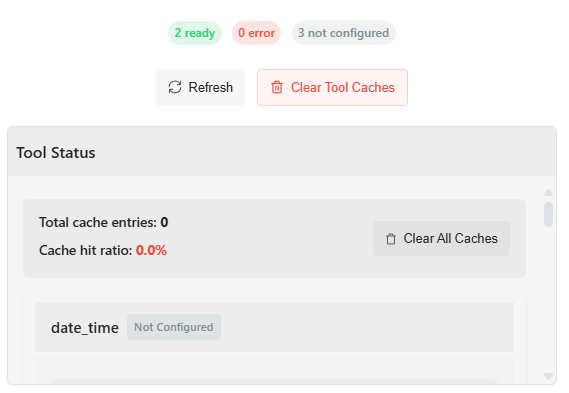 2 ready 0 error 3 not configured
Refresh Clear Tool Caches
Tool Status
Total cache entries: 0
Cache hit ratio: 0.0%
Clear All Caches
date_time Not Configured